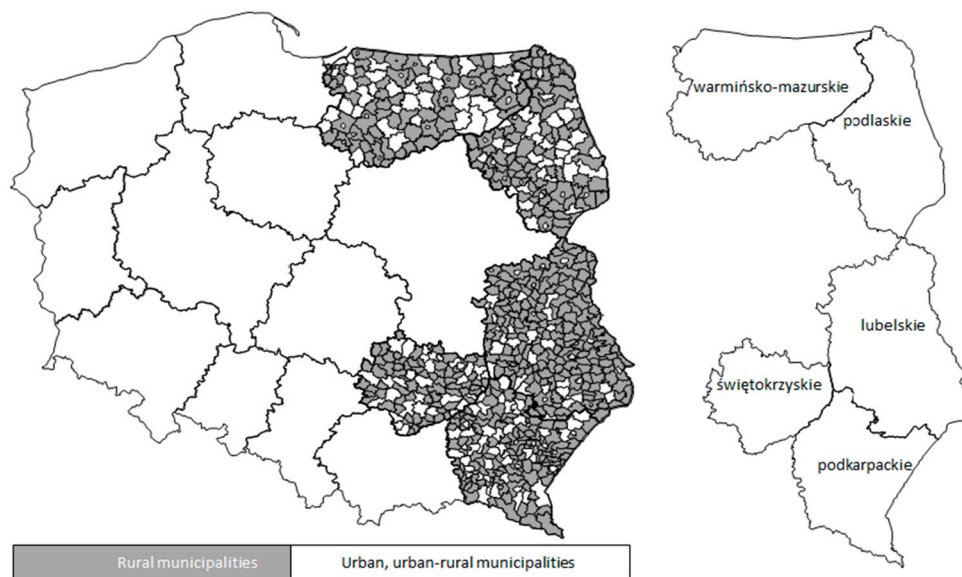 warmińsko-mazurskie
podlaskie
lubelskie
świętokrzyskie
podkarpackie
Rural municipalities
Urban, urban-rural municipalities